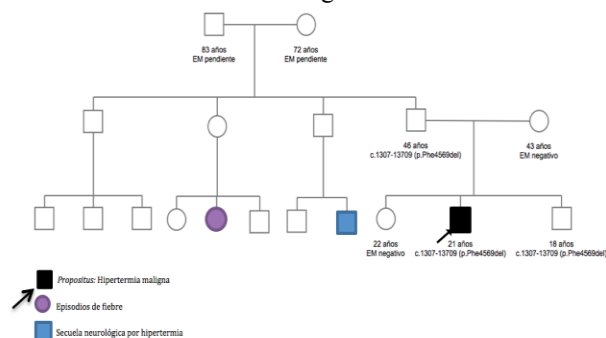 83 años
EM pendiente
72 años
EM pendiente
46 años
c.1307-13709 (p.Phe4569del)
43 años
EM negativo
22 años
EM negativo
21 años
c.1307-13709 (p.Phe4569del)
18 años
c.1307-13709 (p.Phe4569del)
Propositus: Hipertermia maligna
Episodios de fiebre
Secuela neurológica por hipertermia